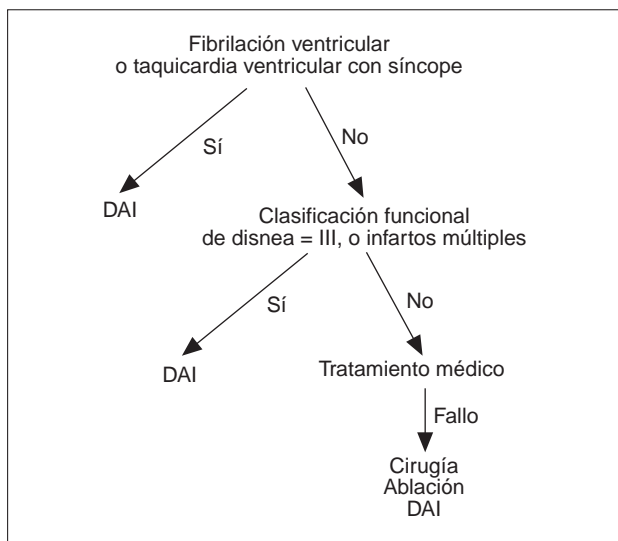 Fibrilación ventricular
o taquicardia ventricular con síncope
Sí
No
DAI
Clasificación funcional
de disnea = III, o infartos múltiples
Sí
No
DAI
Tratamiento médico
Fallo
Cirugía
Ablación
DAI